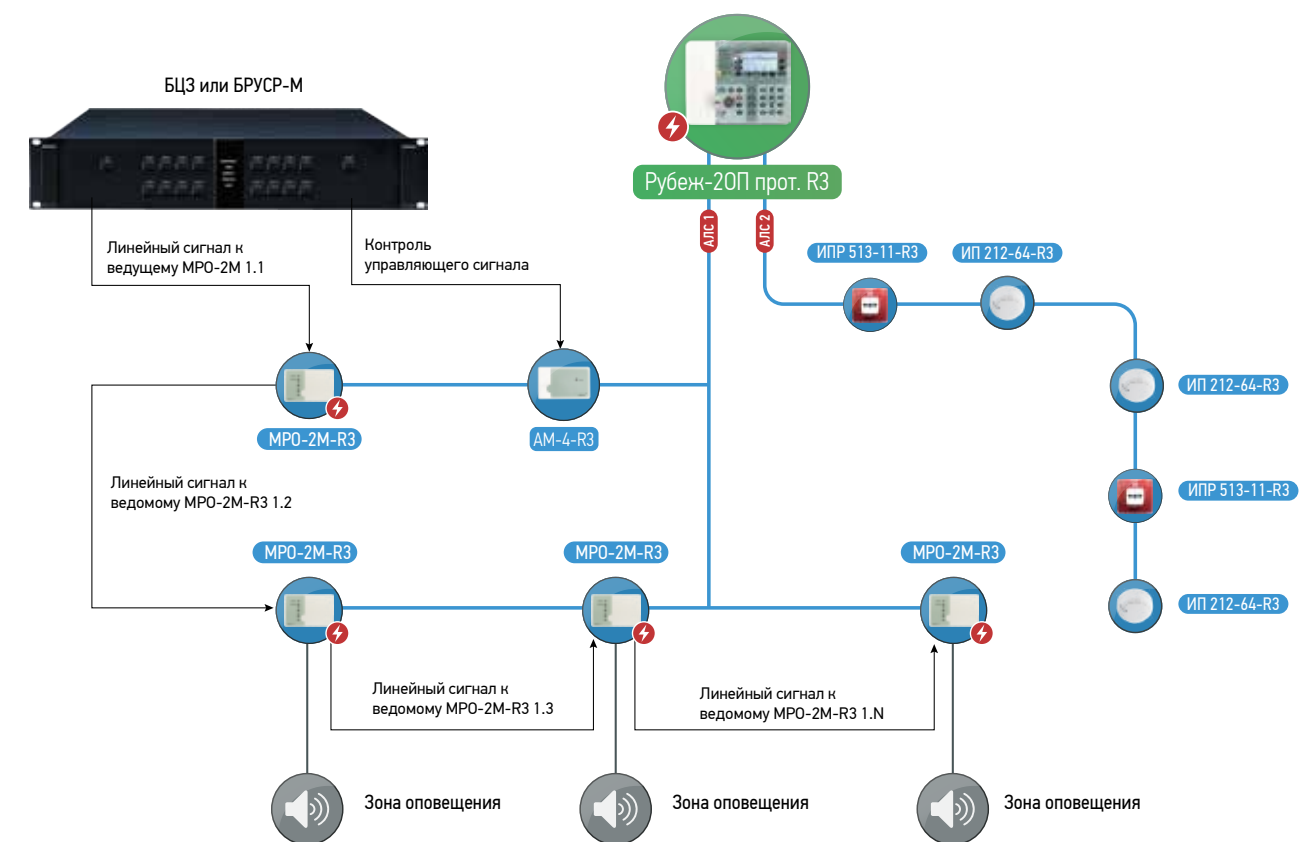 БЦЗ или БРУСР-М
Рубеж-2ОП прот. R3
АЛС 1
АЛС 2
Линейный сигнал к
ведущему МРО-2М 1.1
Контроль
управляющего сигнала
ИПР 513-11-R3
ИП 212-64-R3
ИП 212-64-R3
МРО-2М-R3
АМ-4-R3
Линейный сигнал к
ведомому МРО-2М-R3 1.2
ИПР 513-11-R3
МРО-2М-R3
МРО-2М-R3
МРО-2М-R3
ИП 212-64-R3
Линейный сигнал к
ведомому МРО-2М-R3 1.3
Линейный сигнал к
ведомому МРО-2М-R3 1.N
Зона оповещения
Зона оповещения
Зона оповещения